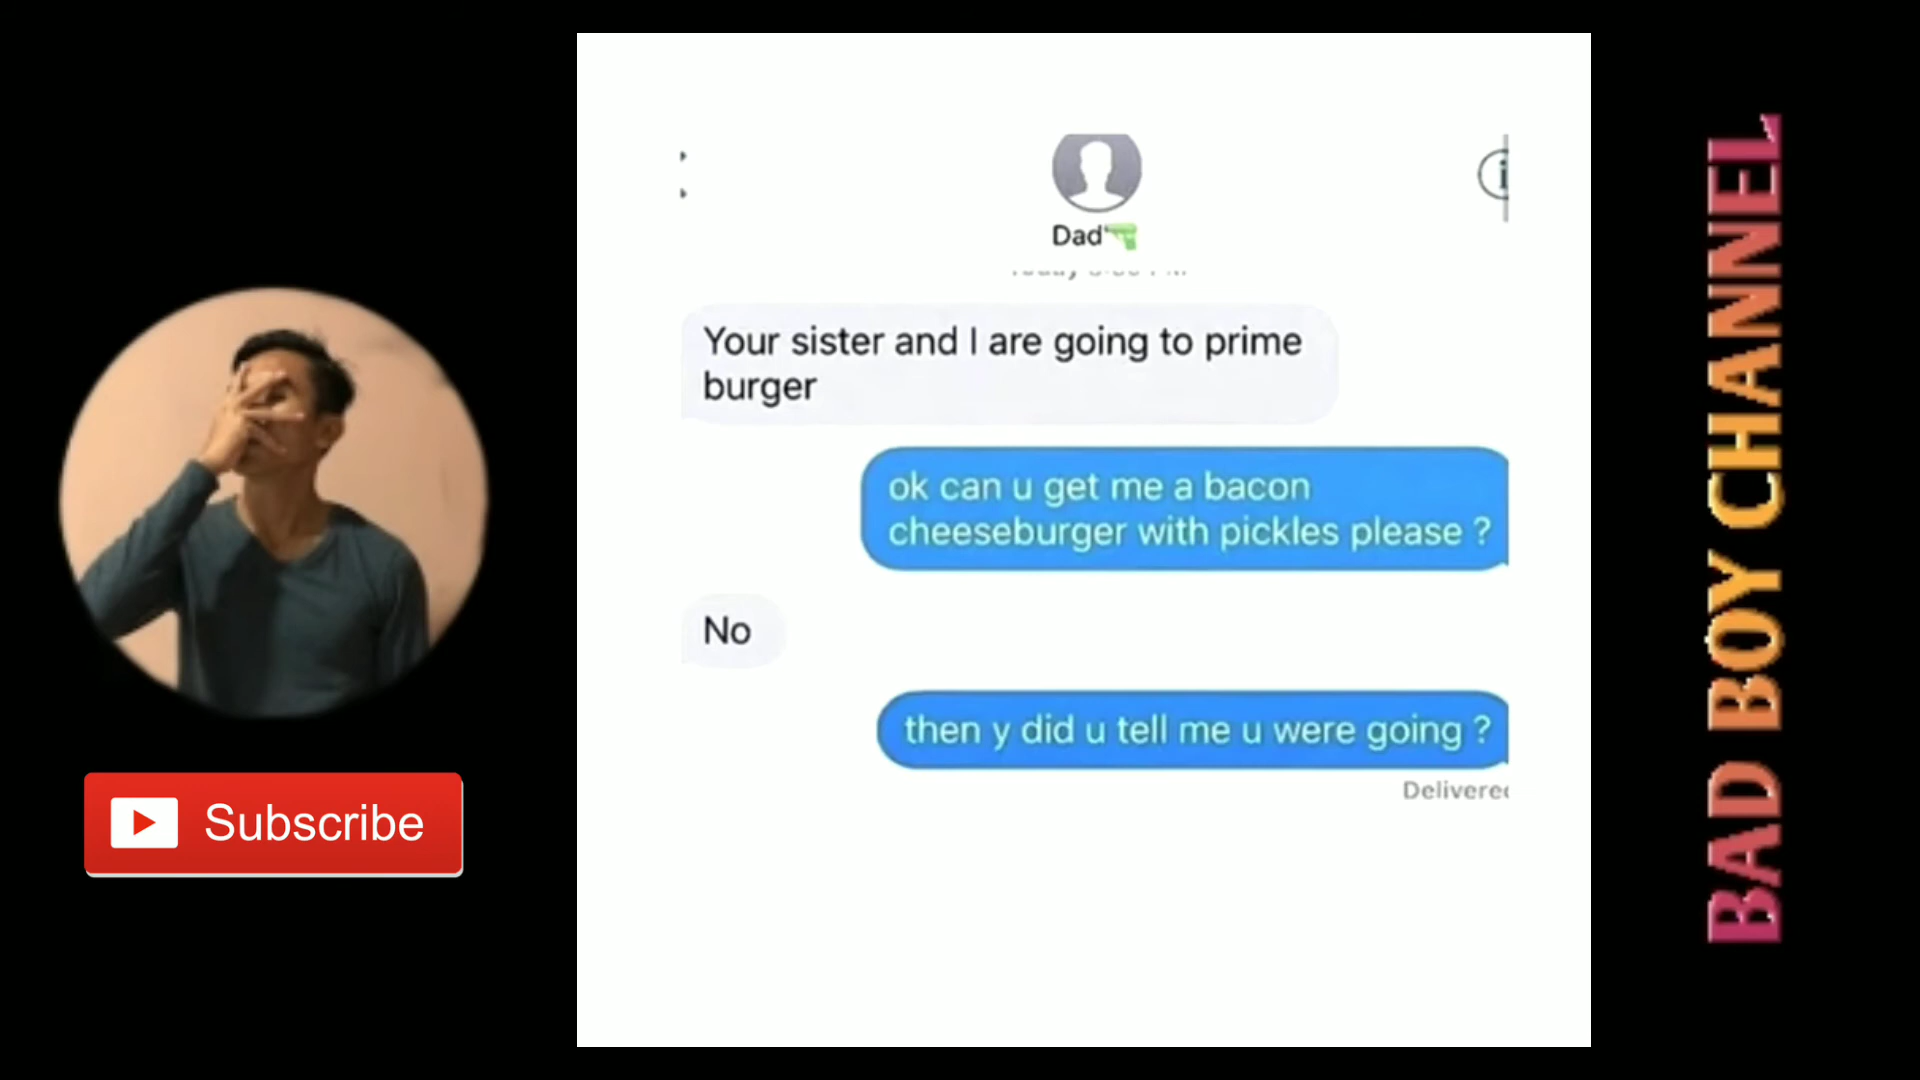 Dad
Your sister and I are going to prime
burger
ok can u get me a bacon
cheeseburger with pickles please ?
No
then y did u tell me u were going ?
Subscribe
BAD BOY CHANNEL